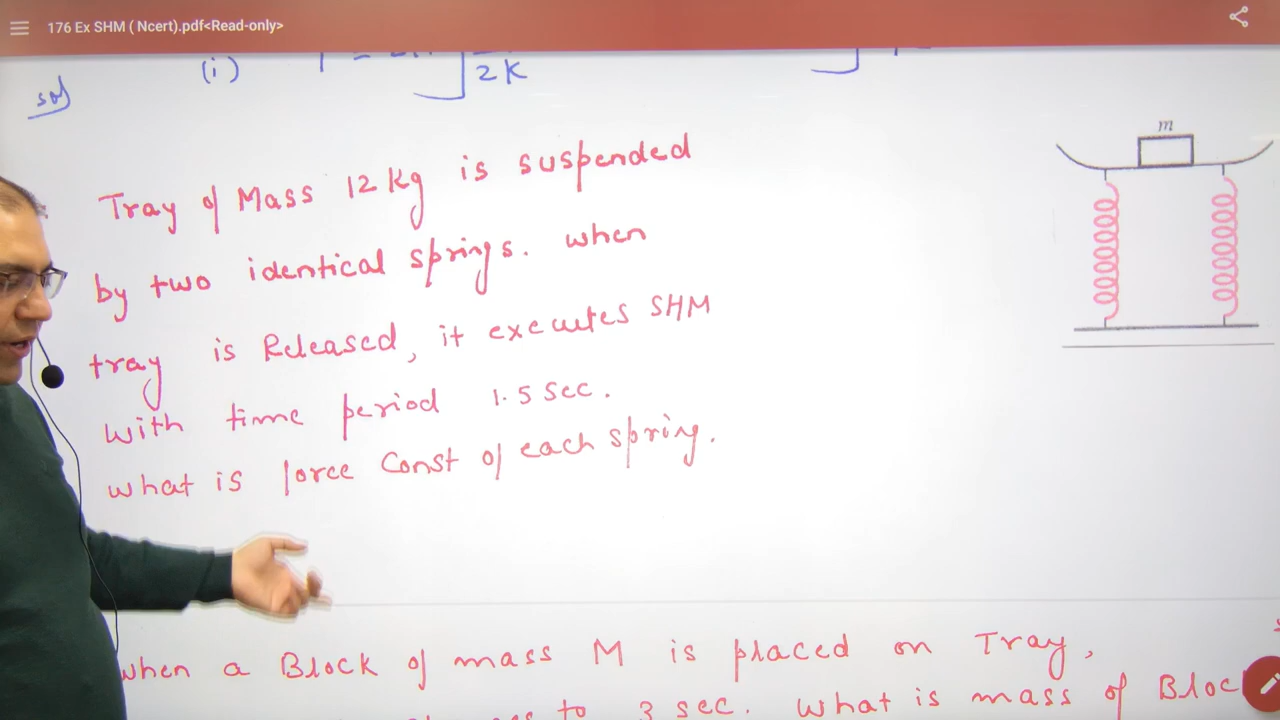 176 Ex SHM ( Ncert).pdf<Read-only>
sol (i)
2K
m
Tray of Mass 12 kg is suspended
by two identical springs. when
tray is Released, it executes SHM
with time period 1.5 Sec.
what is force Const of each spring.
when a Block of mass M is placed on Tray,
to 3 sec. What is mass of Bloc